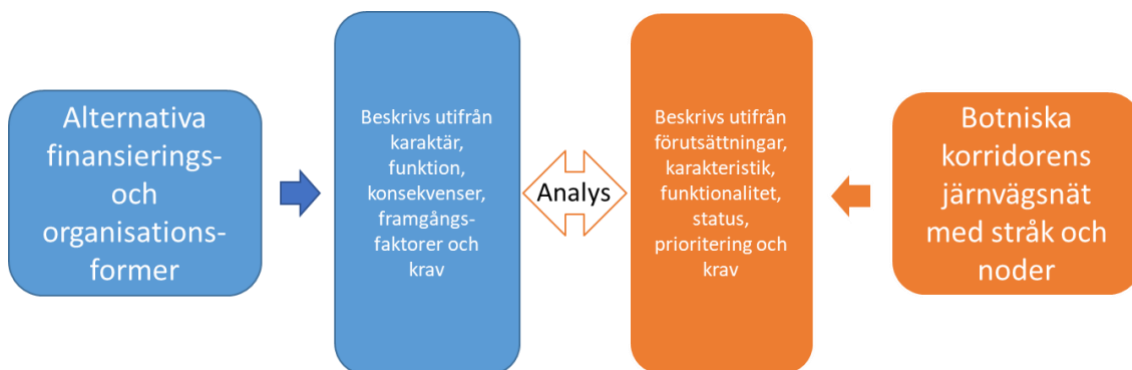 Alternativa
finansierings-
och
organisations-
former
Beskrivs utifrån
karaktär,
funktion,
konsekvenser,
framgångs-
faktorer och
krav
Analys
Beskrivs utifrån
förutsättningar,
karakteristik,
funktionalitet,
status,
prioritering och
krav
Botniska
korridorens
järnvägsnät
med stråk och
noder